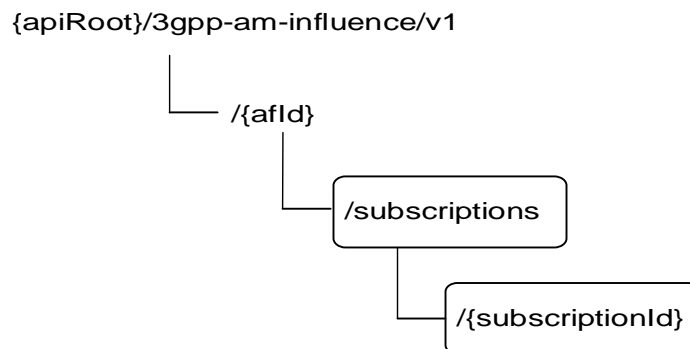 {apiRoot}/3gpp-am-influence/v1
/{afId}
/subscriptions
/{subscriptionId}